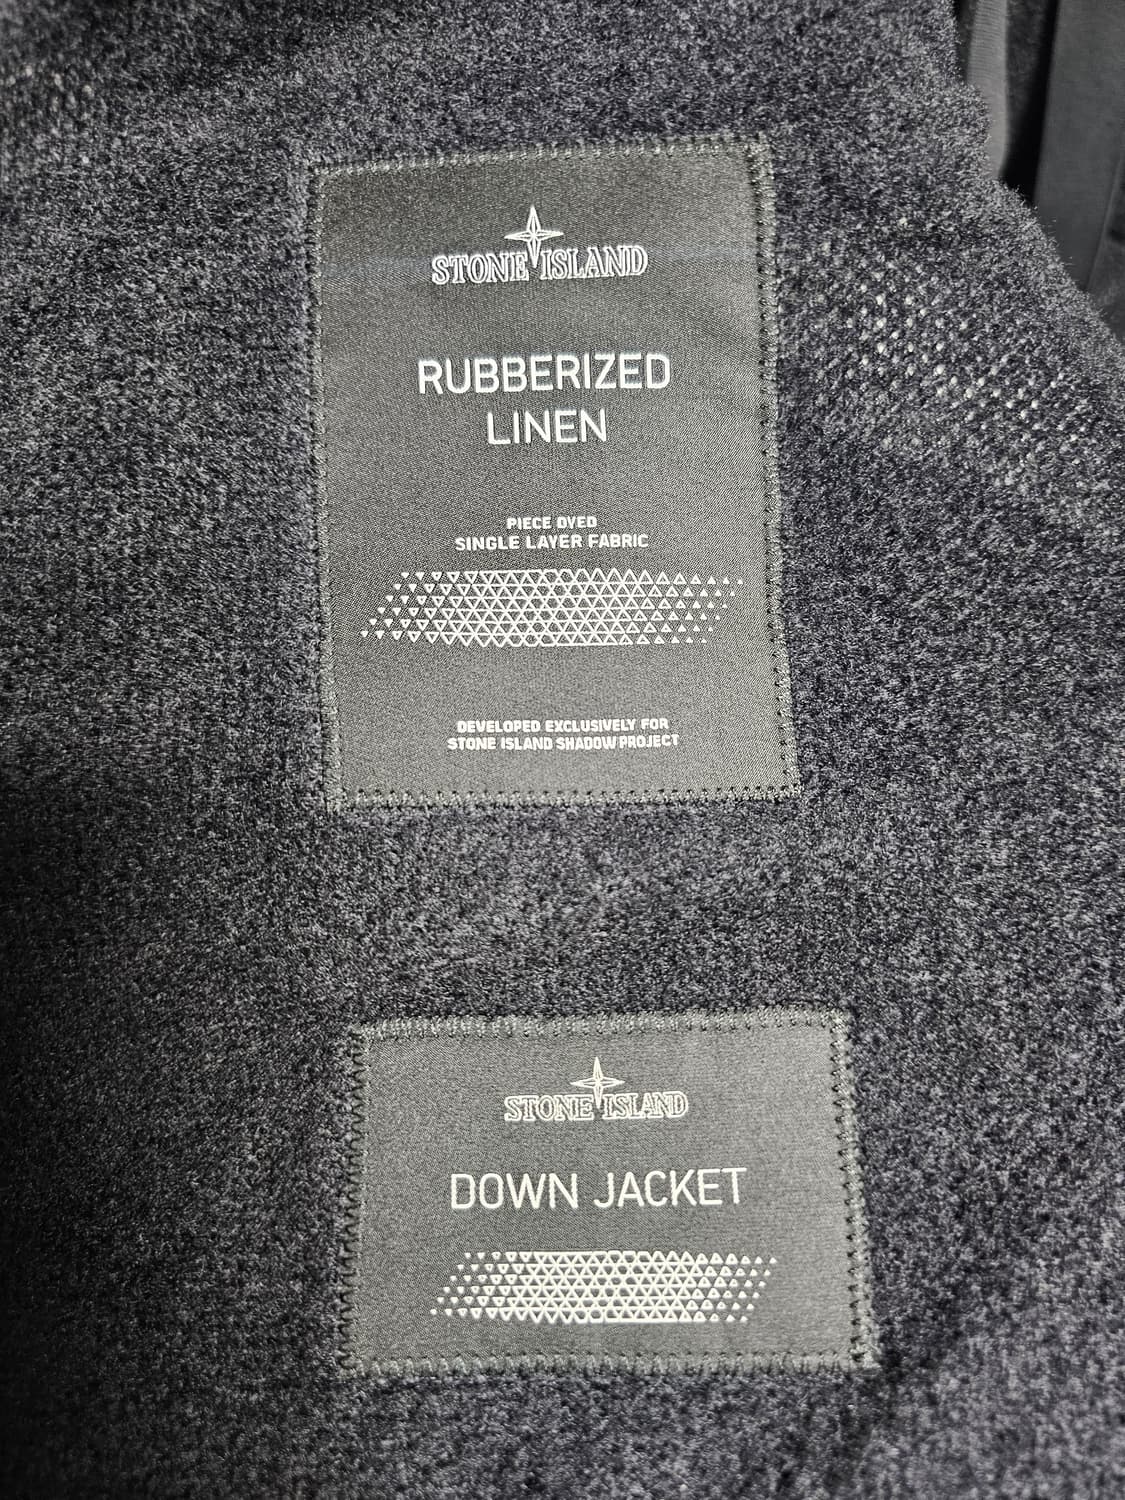 STONE ISLAND
RUBBERIZED
LINEN
PIECE DYED
SINGLE LAYER FABRIC
DEVELOPED EXCLUSIVELY FOR
STONE ISLAND SHADOW PROJECT
STONE ISLAND
DOWN JACKET